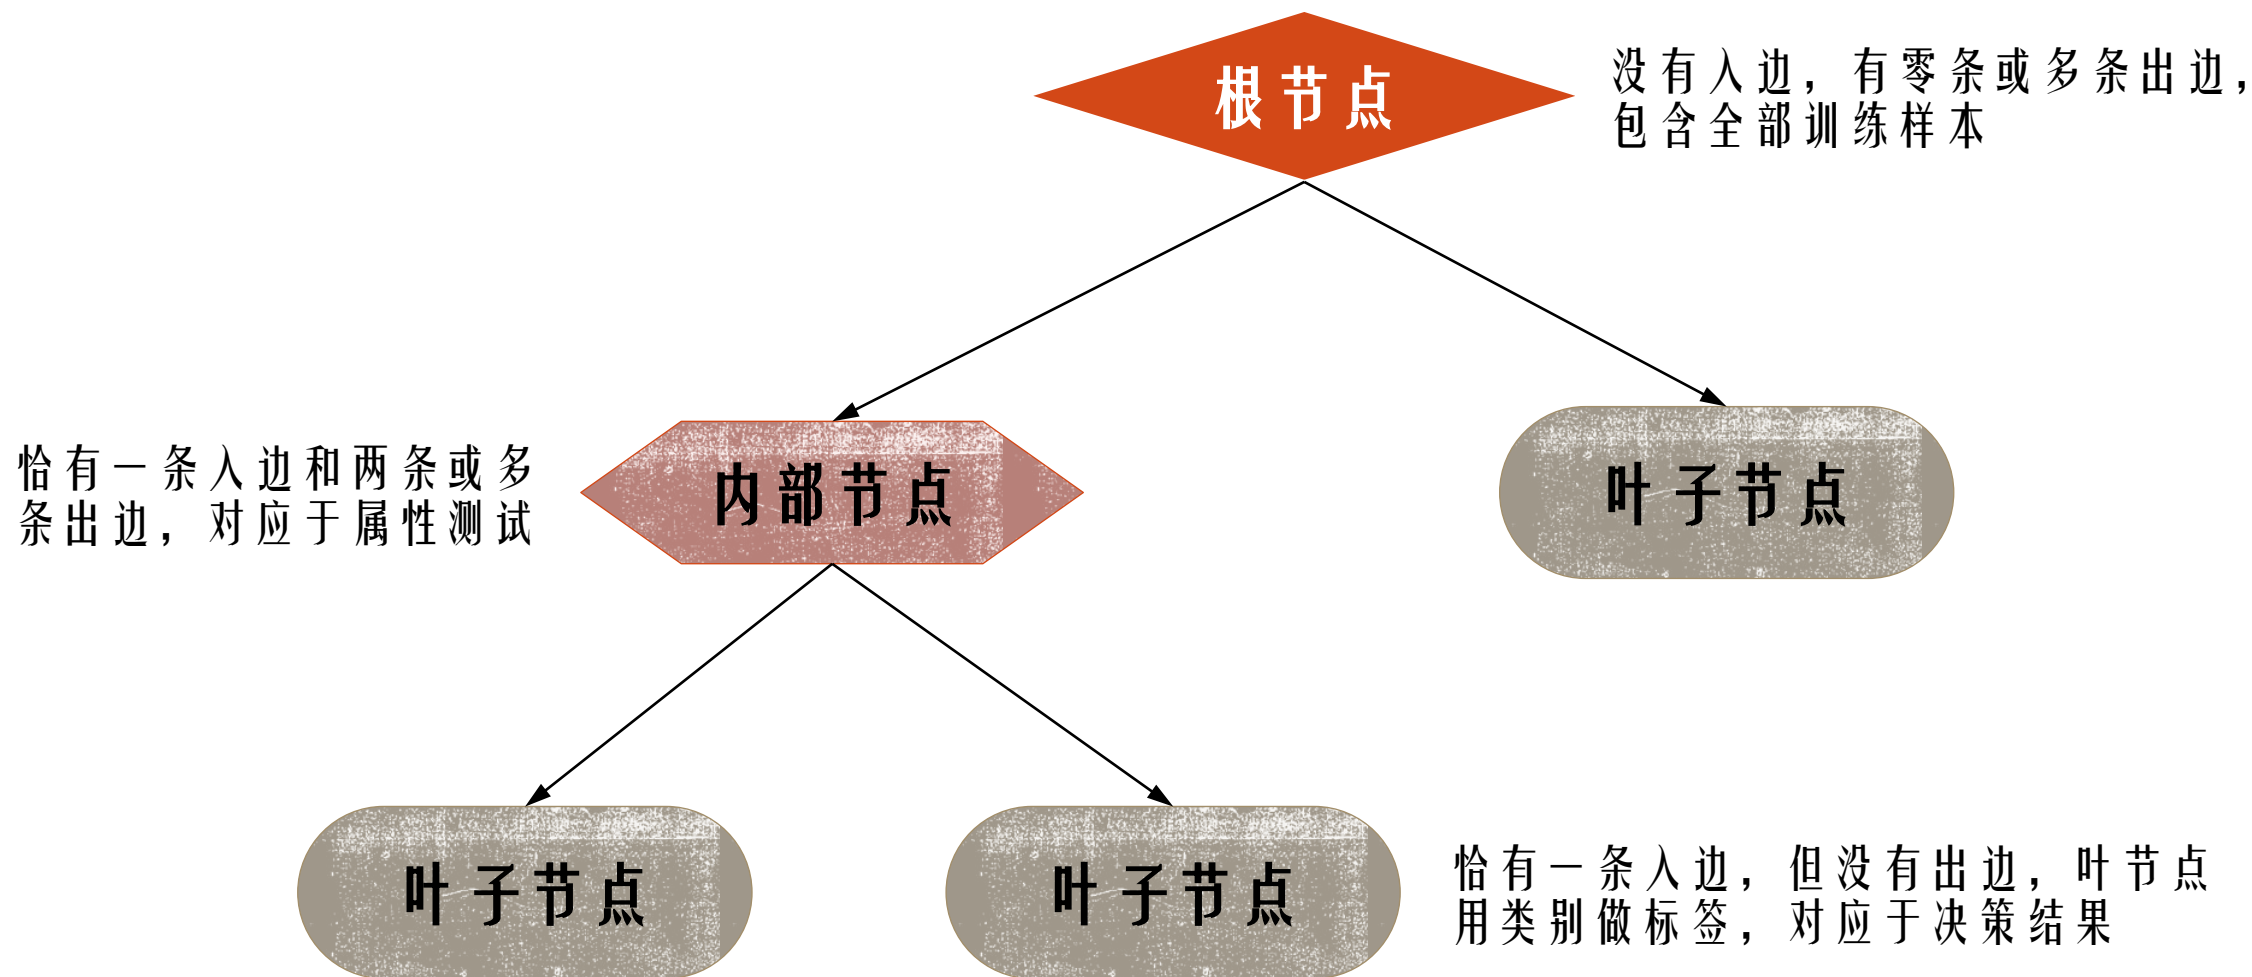 根节点
没有入边，有零条或多条出边，
包含全部训练样本
恰有一条入边和两条或多
条出边，对应于属性测试
内部节点
叶子节点
叶子节点
叶子节点
恰有一条入边，但没有出边，叶节点
用类别做标签，对应于决策结果